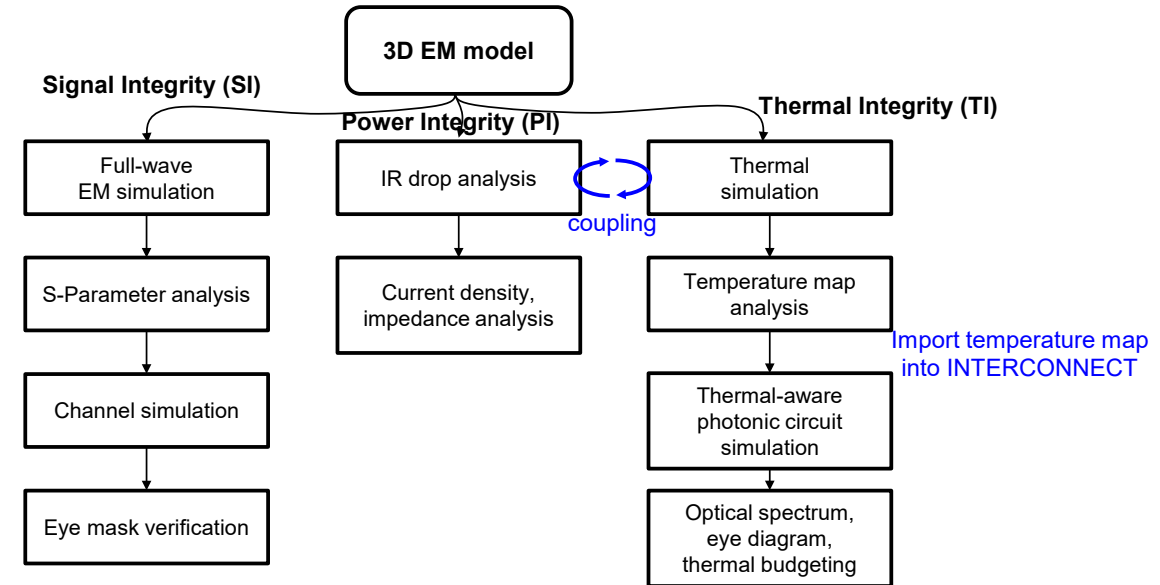 3D EM model
Signal Integrity (SI)
Power Integrity (PI)
Thermal Integrity (TI)
Full-wave
EM simulation
S-Parameter analysis
Channel simulation
Eye mask verification
IR drop analysis
coupling
Current density,
impedance analysis
Thermal
simulation
Temperature map
analysis
Import temperature map
into INTERCONNECT
Thermal-aware
photonic circuit
simulation
Optical spectrum,
eye diagram,
thermal budgeting